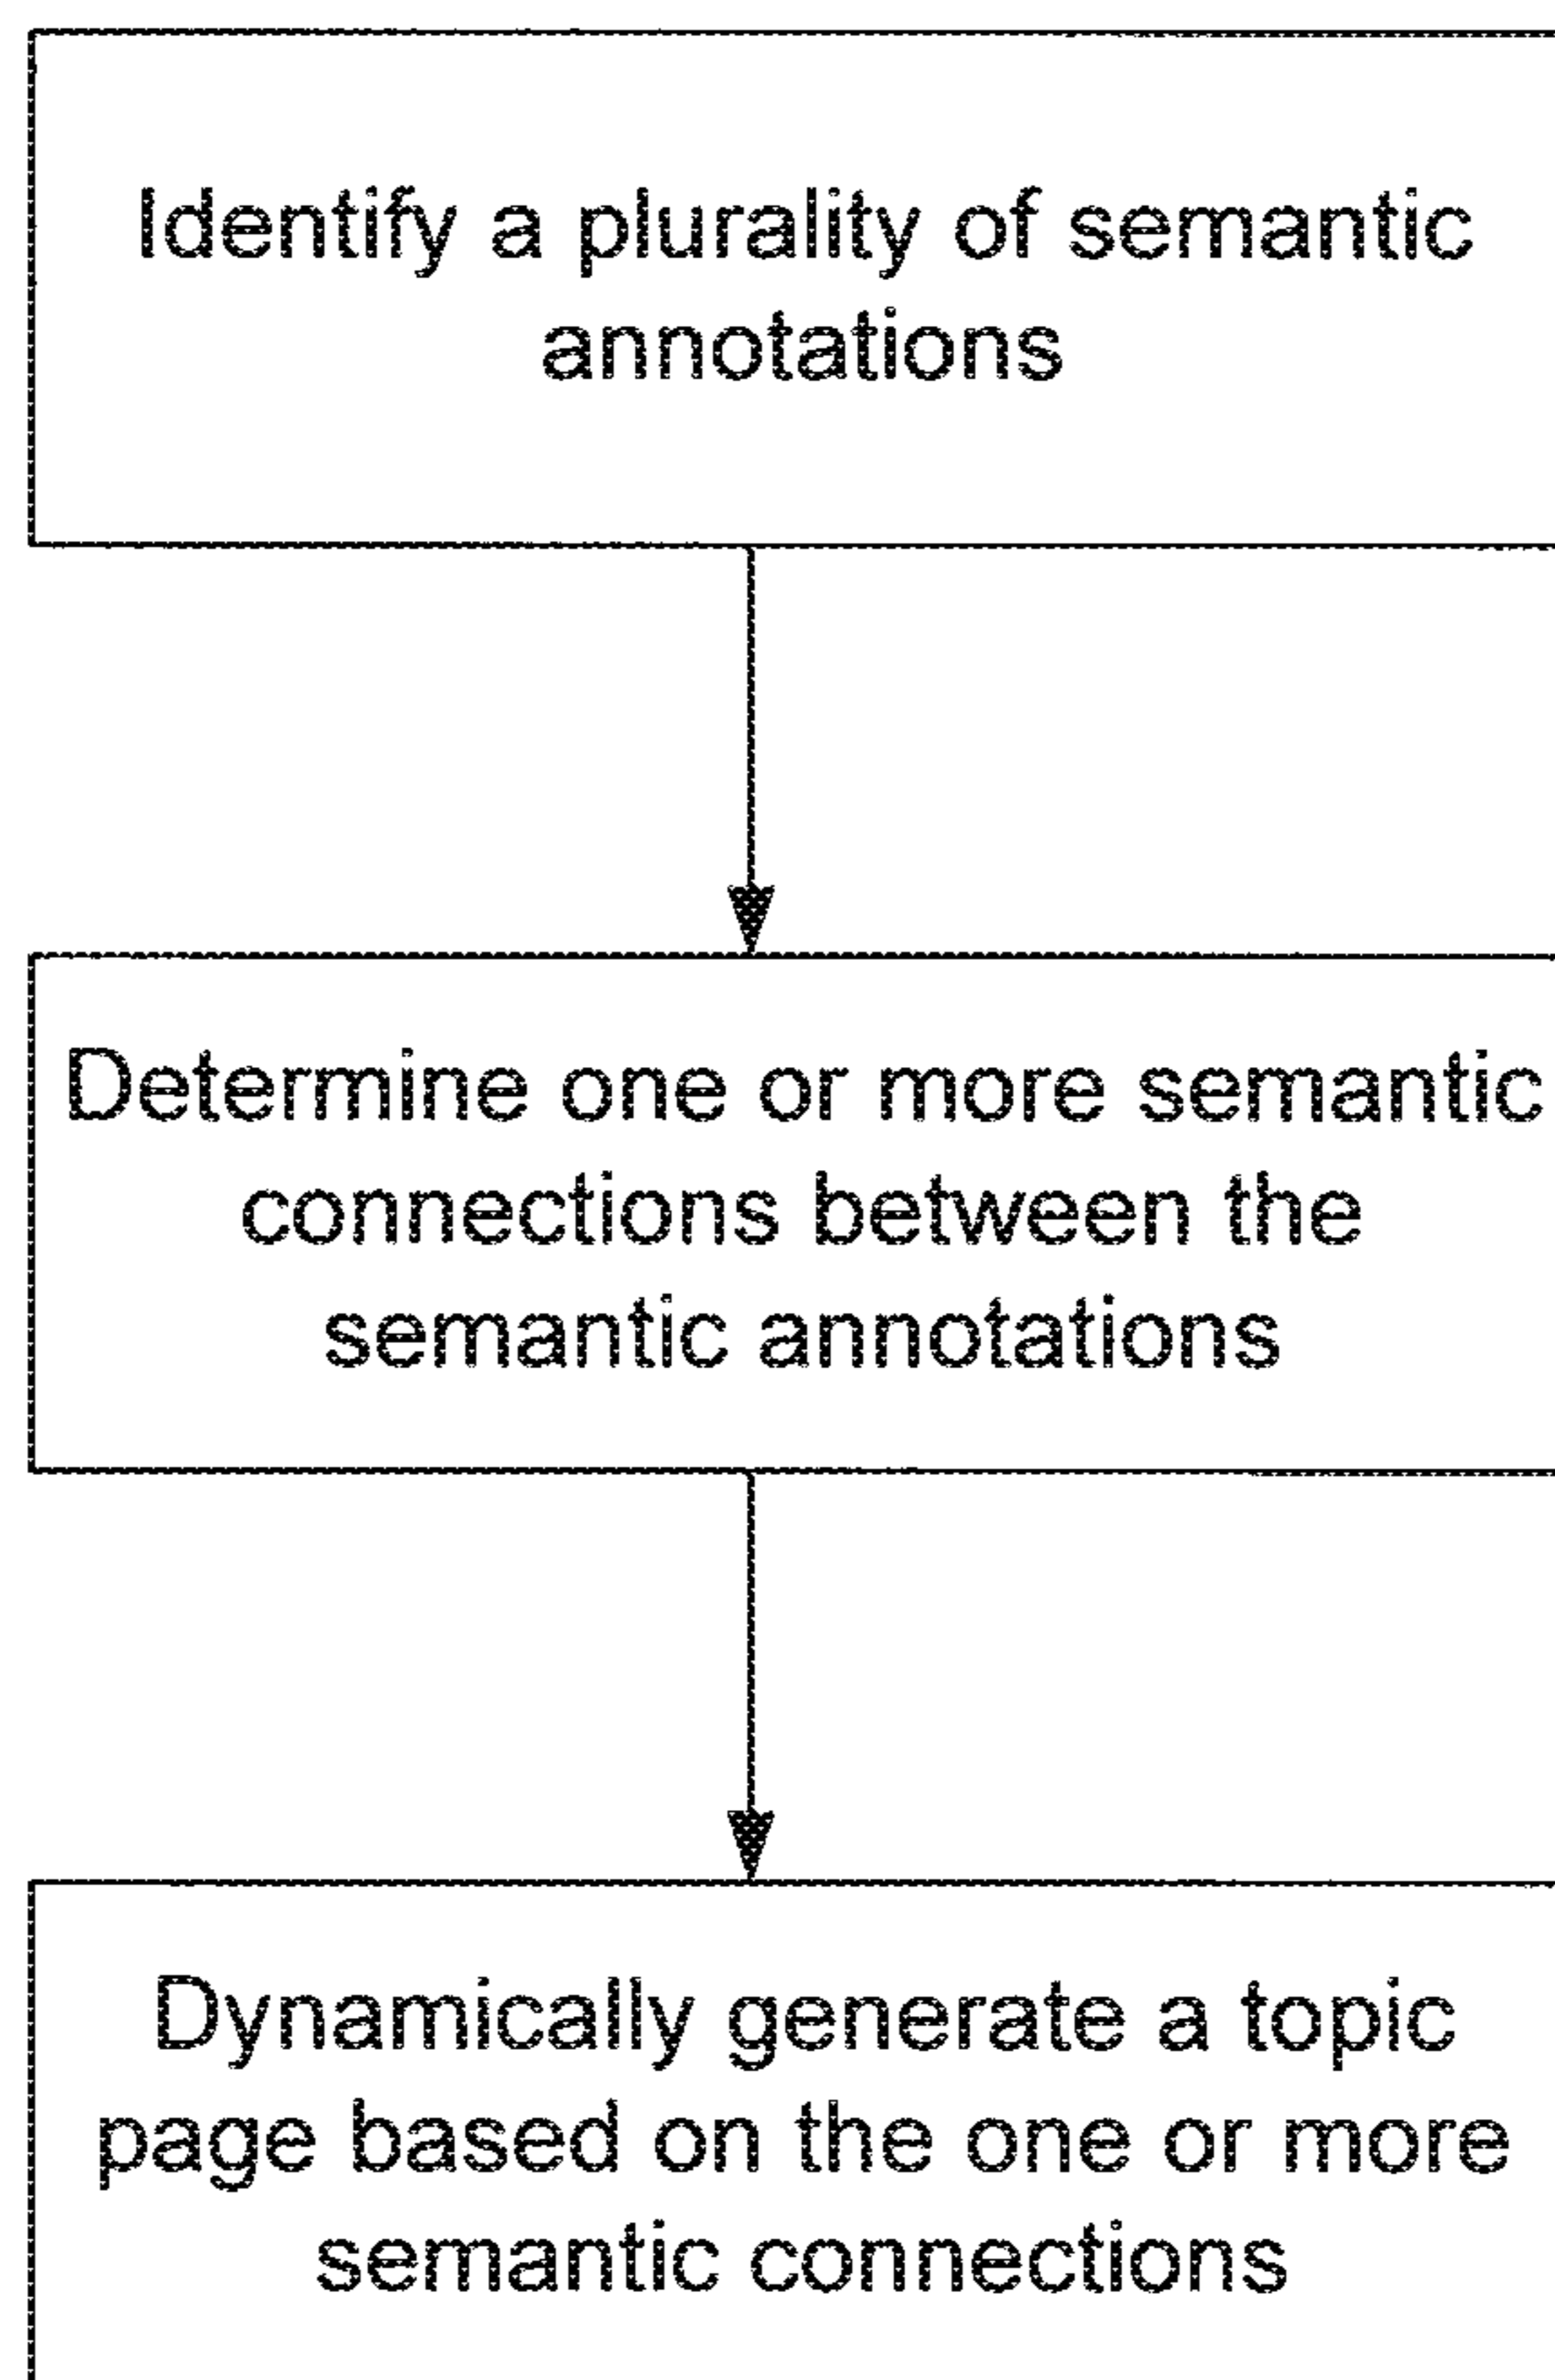 Identify a plurality of semantic
annotations
Determine one or more semantic
connections between the
semantic annotations
Dynamically generate a topic
page based on the one or more
semantic connections